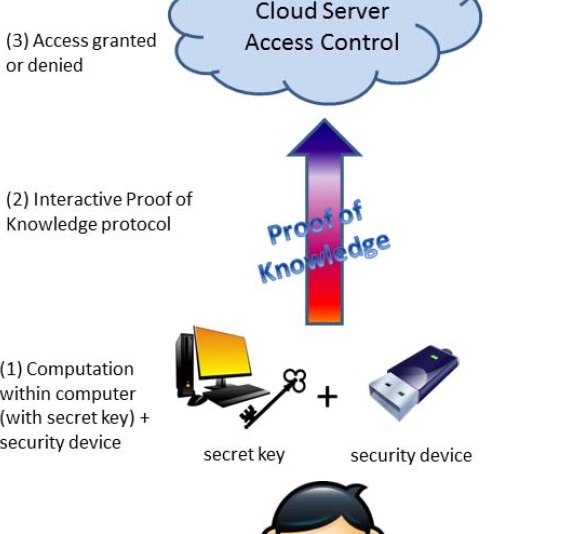 Cloud Server
Access Control
(3) Access granted
or denied
(2) Interactive Proof of
Knowledge protocol
Proof of
Knowledge
(1) Computation
within computer
(with secret key) +
security device
+
secret key
security device